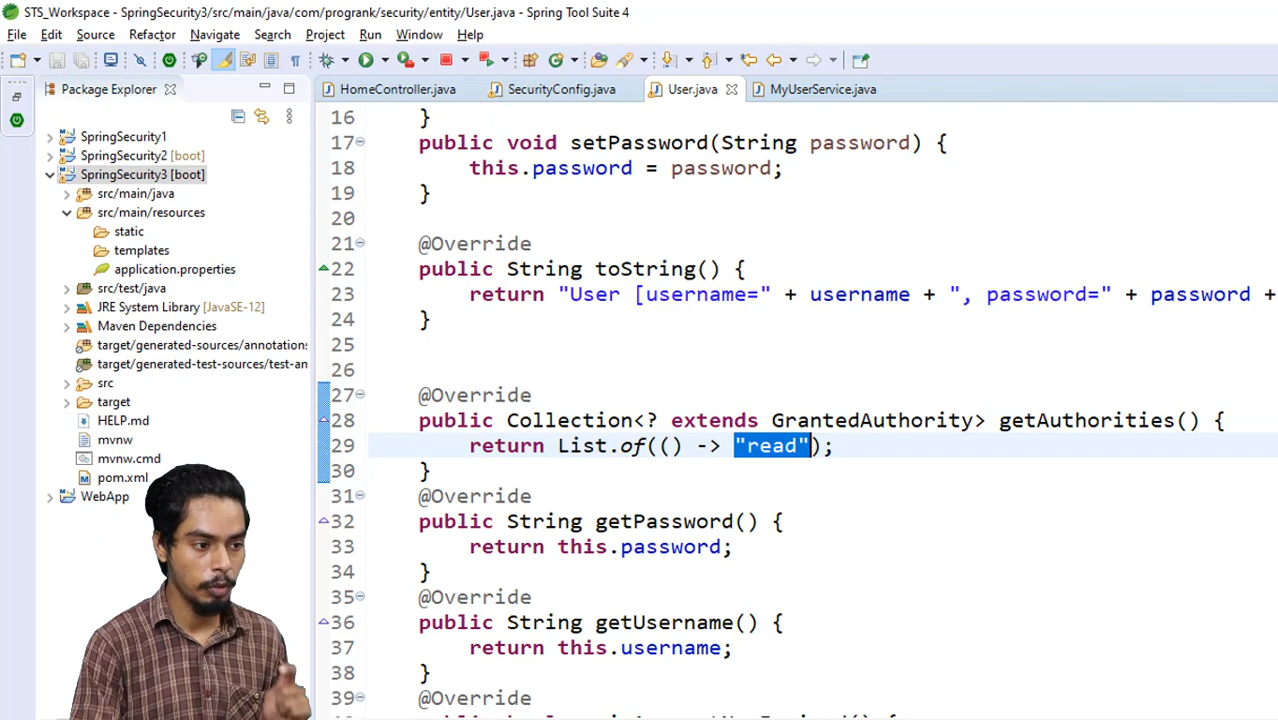 STS_Workspace - SpringSecurity3/src/main/java/com/progrank/security/entity/User.java - Spring Tool Suite 4
File Edit Source Refactor Navigate Search Project Run Window Help
Package Explorer
HomeController.java SecurityConfig.java User.java MyUserService.java
SpringSecurity1
SpringSecurity2 [boot]
SpringSecurity3 [boot]
src/main/java
src/main/resources
static
templates
application.properties
src/test/java
JRE System Library [JavaSE-12]
Maven Dependencies
target/generated-sources/annotations
target/generated-test-sources/test-an
src
target
HELP.md
mvnw
mvnw.cmd
pom.xml
WebApp
16 }
17 public void setPassword(String password) {
18 this.password = password;
19 }
20
21 @Override
22 public String toString() {
23 return "User [username=" + username + ", password=" + password +
24 }
25
26
27 @Override
28 public Collection<? extends GrantedAuthority> getAuthorities() {
29 return List.of(() -> "read");
30 }
31 @Override
32 public String getPassword() {
33 return this.password;
34 }
35 @Override
36 public String getUsername() {
37 return this.username;
38 }
39 @Override